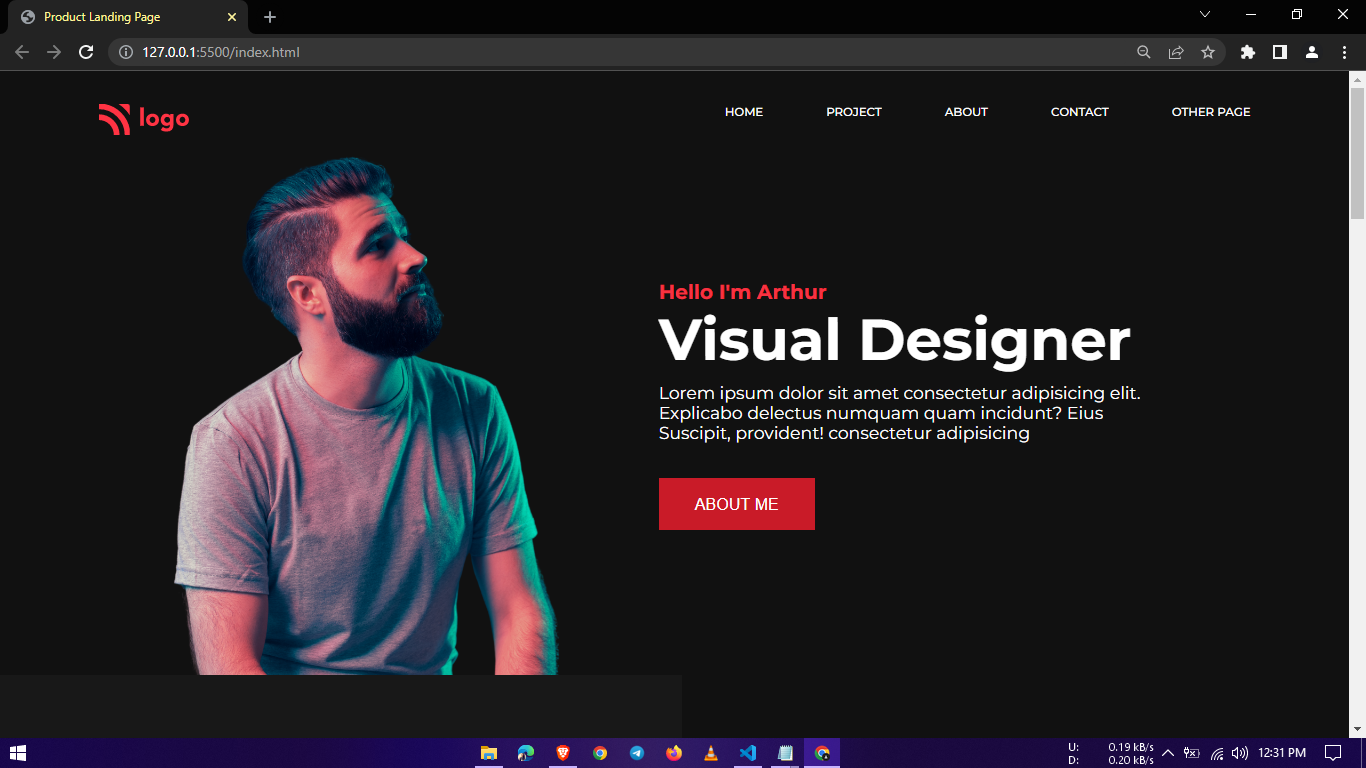 Product Landing Page
127.0.0.1:5500/index.html
logo
HOME
PROJECT
ABOUT
CONTACT
OTHER PAGE
Hello I'm Arthur
Visual Designer
Lorem ipsum dolor sit amet consectetur adipisicing elit.
Explicabo delectus numquam quam incidunt? Eius
Suscipit, provident! consectetur adipisicing
ABOUT ME
U: 0.19 kB/s
D: 0.20 kB/s
12:31 PM